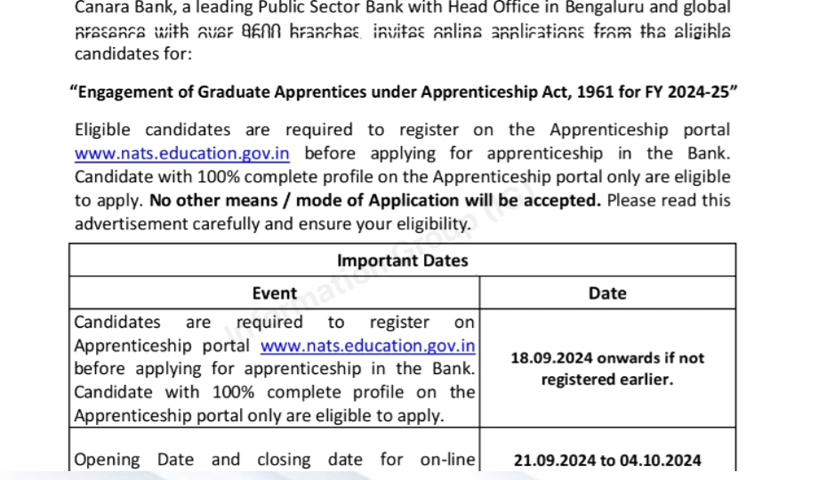 Canara Bank, a leading Public Sector Bank with Head Office in Bengaluru and global
presence with over 9600 branches, invites online applications from the eligible
candidates for:
“Engagement of Graduate Apprentices under Apprenticeship Act, 1961 for FY 2024-25”
Eligible candidates are required to register on the Apprenticeship portal
www.nats.education.gov.in before applying for apprenticeship in the Bank.
Candidate with 100% complete profile on the Apprenticeship portal only are eligible
to apply. No other means / mode of Application will be accepted. Please read this
advertisement carefully and ensure your eligibility.
Important Dates
Event Date
Candidates are required to register on
Apprenticeship portal www.nats.education.gov.in
before applying for apprenticeship in the Bank.
Candidate with 100% complete profile on the
Apprenticeship portal only are eligible to apply.
18.09.2024 onwards if not
registered earlier.
Opening Date and closing date for on-line
21.09.2024 to 04.10.2024
Information Group